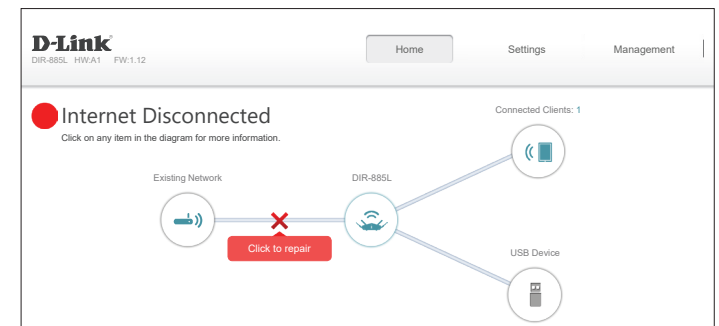 D-Link
DIR-885L HW:A1 FW:1.12
Home Settings Management
Internet Disconnected
Click on any item in the diagram for more information.
Connected Clients: 1
Existing Network
DIR-885L
Click to repair
USB Device